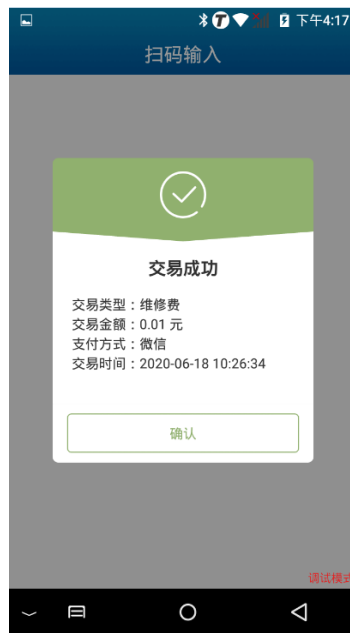 下午4:17
扫码输入
交易成功
交易类型：维修费
交易金额：0.01 元
支付方式：微信
交易时间：2020-06-18 10:26:34
确认
调试模式